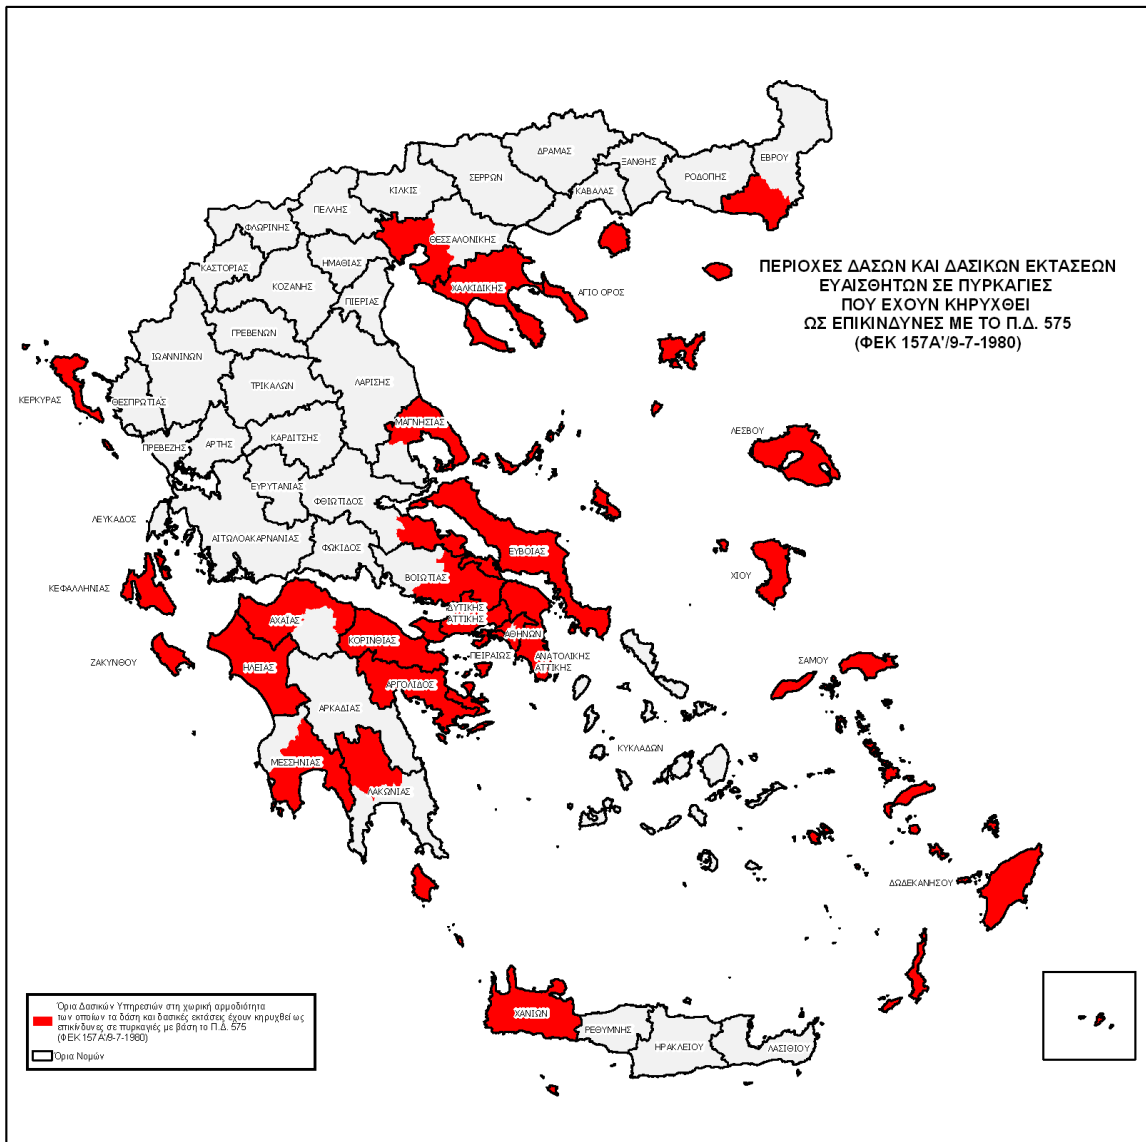 ΔΡΑΜΑΣ
ΞΑΝΘΗΣ
ΕΒΡΟΥ
ΣΕΡΡΩΝ
ΡΟΔΟΠΗΣ
ΚΙΛΚΙΣ
ΚΑΒΑΛΑΣ
ΠΕΛΛΗΣ
ΦΛΩΡΙΝΗΣ
ΘΕΣΣΑΛΟΝΙΚΗΣ
ΗΜΑΘΙΑΣ
ΚΑΣΤΟΡΙΑΣ
ΚΟΖΑΝΗΣ
ΧΑΛΚΙΔΙΚΗΣ
ΑΓΙΟ ΟΡΟΣ
ΠΙΕΡΙΑΣ
ΠΕΡΙΟΧΕΣ ΔΑΣΩΝ ΚΑΙ ΔΑΣΙΚΩΝ ΕΚΤΑΣΕΩΝ
ΕΥΑΙΣΘΗΤΩΝ ΣΕ ΠΥΡΚΑΓΙΕΣ
ΠΟΥ ΕΧΟΥΝ ΚΗΡΥΧΘΕΙ
ΩΣ ΕΠΙΚΙΝΔΥΝΕΣ ΜΕ ΤΟ Π.Δ. 575
(ΦΕΚ 157Α'/9-7-1980)
ΓΡΕΒΕΝΩΝ
ΙΩΑΝΝΙΝΩΝ
ΤΡΙΚΑΛΩΝ
ΛΑΡΙΣΗΣ
ΚΕΡΚΥΡΑΣ
ΘΕΣΠΡΩΤΙΑΣ
ΜΑΓΝΗΣΙΑΣ
ΛΕΣΒΟΥ
ΠΡΕΒΕΖΗΣ
ΑΡΤΗΣ
ΚΑΡΔΙΤΣΗΣ
ΕΥΡΥΤΑΝΙΑΣ
ΦΘΙΩΤΙΔΟΣ
ΛΕΥΚΑΔΟΣ
ΑΙΤΩΛΟΑΚΑΡΝΑΝΙΑΣ
ΦΩΚΙΔΟΣ
ΕΥΒΟΙΑΣ
ΒΟΙΩΤΙΑΣ
ΧΙΟΥ
ΚΕΦΑΛΛΗΝΙΑΣ
ΔΥΤΙΚΗΣ
ΑΤΤΙΚΗΣ
ΑΧΑΪΑΣ
ΚΟΡΙΝΘΙΑΣ
ΑΘΗΝΩΝ
ΠΕΙΡΑΙΩΣ
ΑΝΑΤΟΛΙΚΗΣ
ΑΤΤΙΚΗΣ
ΖΑΚΥΝΘΟΥ
ΗΛΕΙΑΣ
ΣΑΜΟΥ
ΑΡΓΟΛΙΔΟΣ
ΑΡΚΑΔΙΑΣ
ΚΥΚΛΑΔΩΝ
ΜΕΣΣΗΝΙΑΣ
ΛΑΚΩΝΙΑΣ
ΔΩΔΕΚΑΝΗΣΟΥ
ΧΑΝΙΩΝ
ΡΕΘΥΜΝΗΣ
ΗΡΑΚΛΕΙΟΥ
ΛΑΣΙΘΙΟΥ
Όρια Δασικών Υπηρεσιών στη χωρική αρμοδιότητα
των οποίων τα δάση και δασικές εκτάσεις έχουν κηρυχθεί ως
επικίνδυνες σε πυρκαγιές με βάση το Π.Δ. 575
(ΦΕΚ 157Α'/9-7-1980)
Όρια Νομών